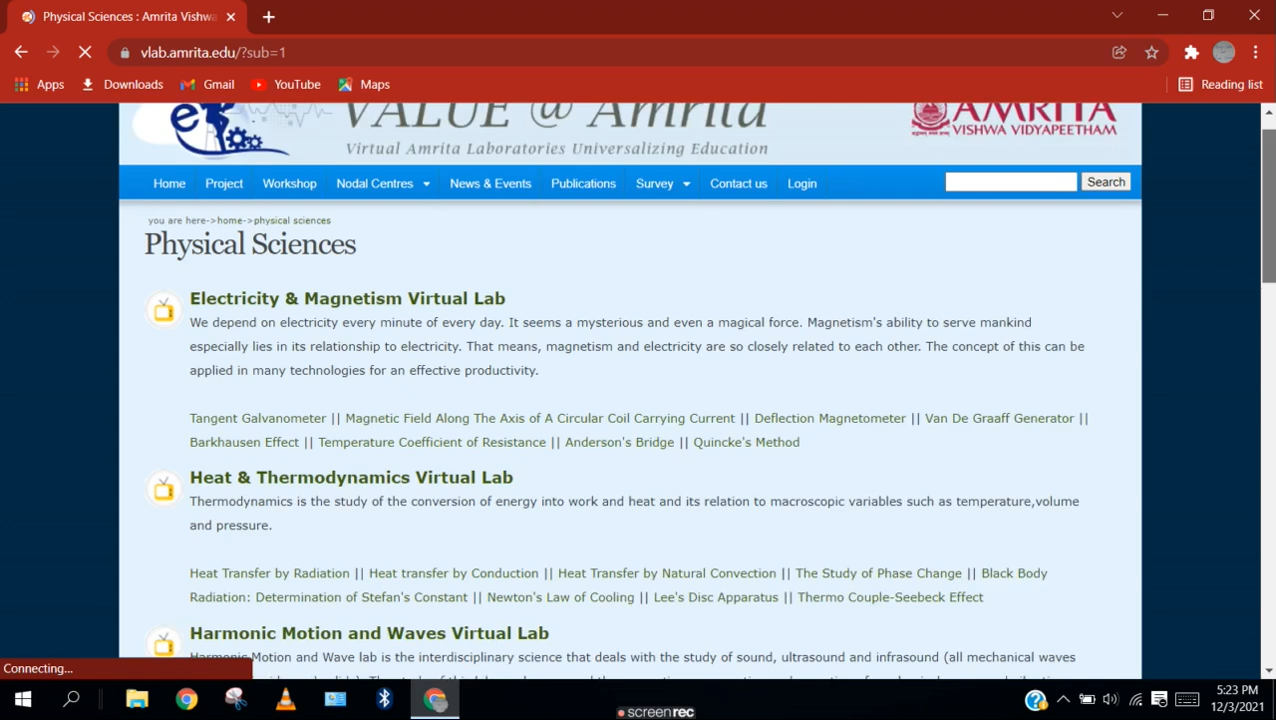 Physical Sciences : Amrita Vishwa
vlab.amrita.edu/?sub=1
Apps Downloads Gmail YouTube Maps Reading list
VALUE @ Amrita
AMRITA
VISHWA VIDYAPEETHAM
Virtual Amrita Laboratories Universalizing Education
Home Project Workshop Nodal Centres News & Events Publications Survey Contact us Login Search
you are here->home->physical sciences
Physical Sciences
Electricity & Magnetism Virtual Lab
We depend on electricity every minute of every day. It seems a mysterious and even a magical force. Magnetism's ability to serve mankind
especially lies in its relationship to electricity. That means, magnetism and electricity are so closely related to each other. The concept of this can be
applied in many technologies for an effective productivity.
Tangent Galvanometer || Magnetic Field Along The Axis of A Circular Coil Carrying Current || Deflection Magnetometer || Van De Graaff Generator ||
Barkhausen Effect || Temperature Coefficient of Resistance || Anderson's Bridge || Quincke's Method
Heat & Thermodynamics Virtual Lab
Thermodynamics is the study of the conversion of energy into work and heat and its relation to macroscopic variables such as temperature,volume
and pressure.
Heat Transfer by Radiation || Heat transfer by Conduction || Heat Transfer by Natural Convection || The Study of Phase Change || Black Body
Radiation: Determination of Stefan's Constant || Newton's Law of Cooling || Lee's Disc Apparatus || Thermo Couple-Seebeck Effect
Harmonic Motion and Waves Virtual Lab
Harmonic Motion and Wave lab is the interdisciplinary science that deals with the study of sound, ultrasound and infrasound (all mechanical waves
Connecting...
5:23 PM
12/3/2021
screenrec